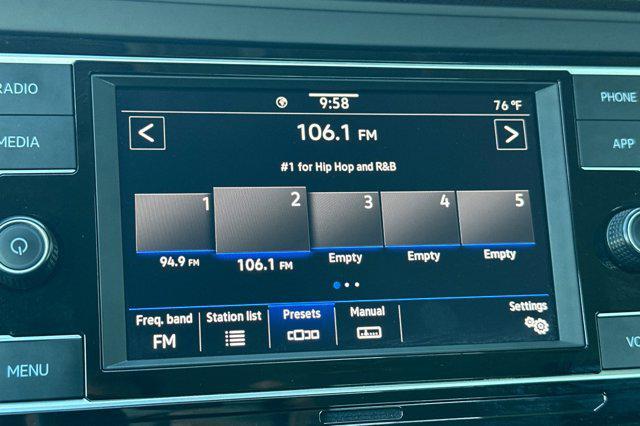 RADIO
MEDIA
MENU
9:58
76 °F
<
106.1 FM
>
#1 for Hip Hop and R&B
1
2
3
4
5
94.9 FM
106.1 FM
Empty
Empty
Empty
Freq. band
FM
Station list
Presets
Manual
Settings
PHONE
APP